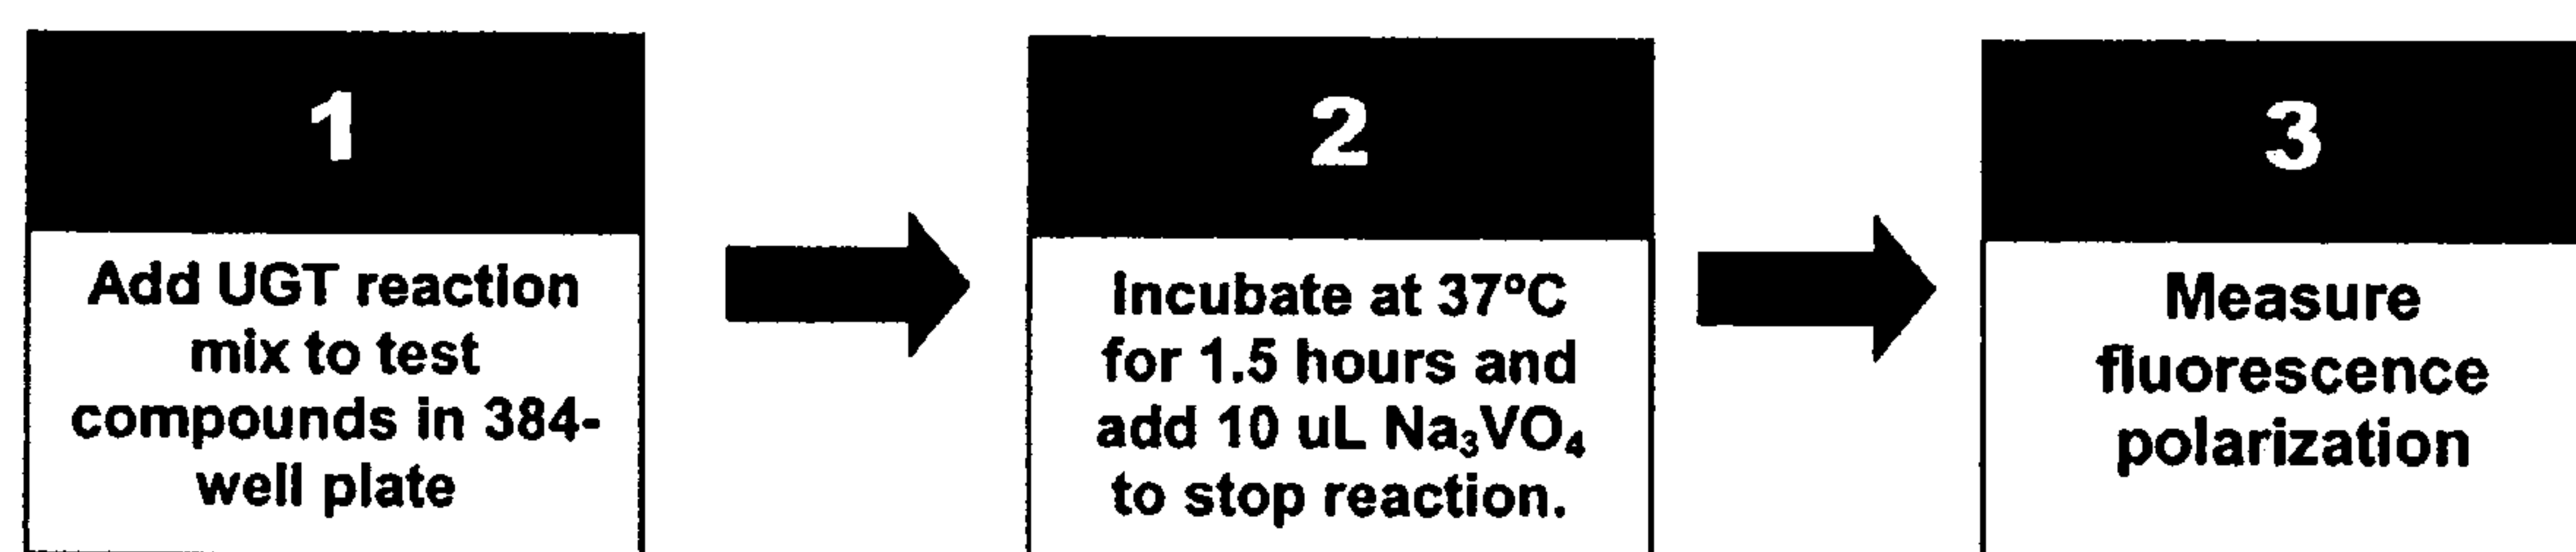 1
Add UGT reaction
mix to test
compounds in 384-
well plate
2
Incubate at 37ºC
for 1.5 hours and
add 10 uL Na₃VO₄
to stop reaction.
3
Measure
fluorescence
polarization